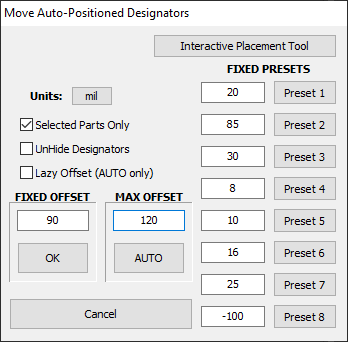 Move Auto-Positioned Designators
Interactive Placement Tool
FIXED PRESETS
Units: mil
20 Preset 1
Selected Parts Only
85 Preset 2
UnHide Designators
30 Preset 3
Lazy Offset (AUTO only)
8 Preset 4
FIXED OFFSET MAX OFFSET
90 120
10 Preset 5
OK AUTO
16 Preset 6
25 Preset 7
Cancel
-100 Preset 8